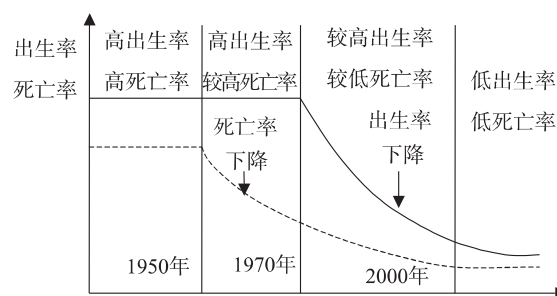 出生率
死亡率
高出生率
高死亡率
高出生率
较高死亡率
较高出生率
较低死亡率
低出生率
低死亡率
死亡率
下降
出生率
下降
1950年
1970年
2000年